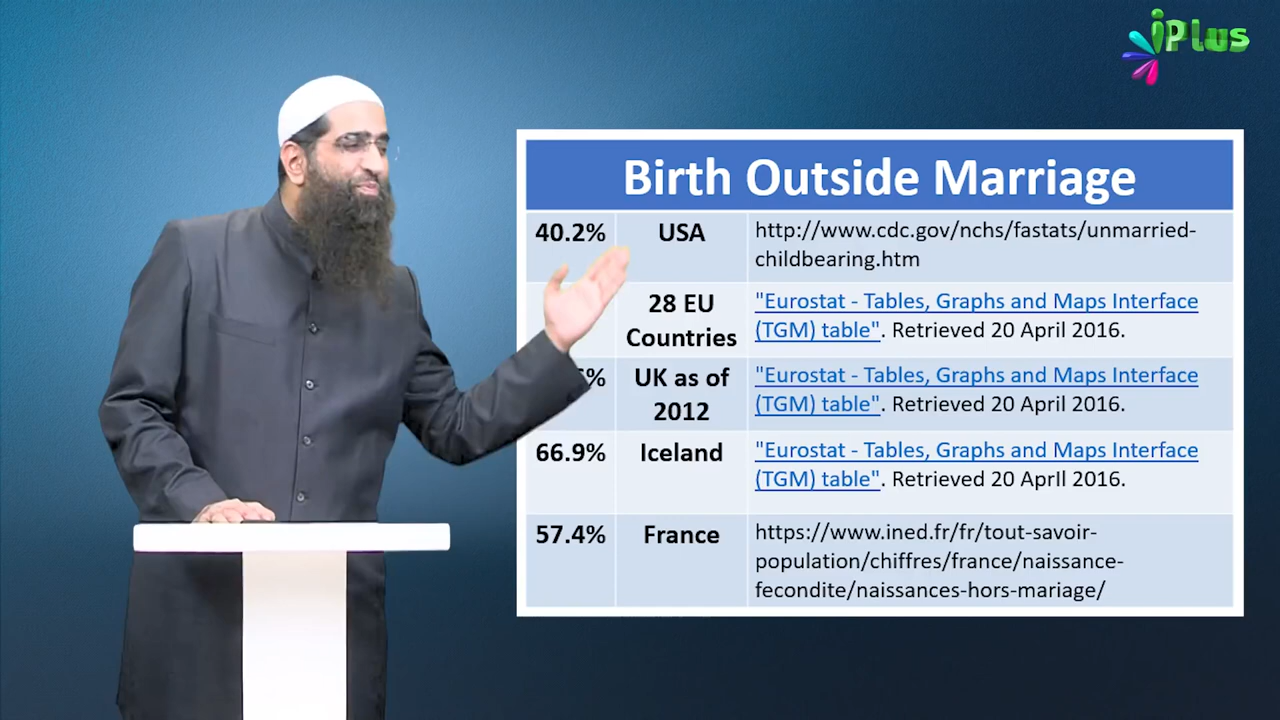 iPlus
Birth Outside Marriage
40.2% USA http://www.cdc.gov/nchs/fastats/unmarried-
childbearing.htm
28 EU
Countries
"Eurostat - Tables, Graphs and Maps Interface
(TGM) table". Retrieved 20 April 2016.
%
UK as of
2012
"Eurostat - Tables, Graphs and Maps Interface
(TGM) table". Retrieved 20 April 2016.
66.9% Iceland "Eurostat - Tables, Graphs and Maps Interface
(TGM) table". Retrieved 20 AprIl 2016.
57.4% France https://www.ined.fr/fr/tout-savoir-
population/chiffres/france/naissance-
fecondite/naissances-hors-mariage/